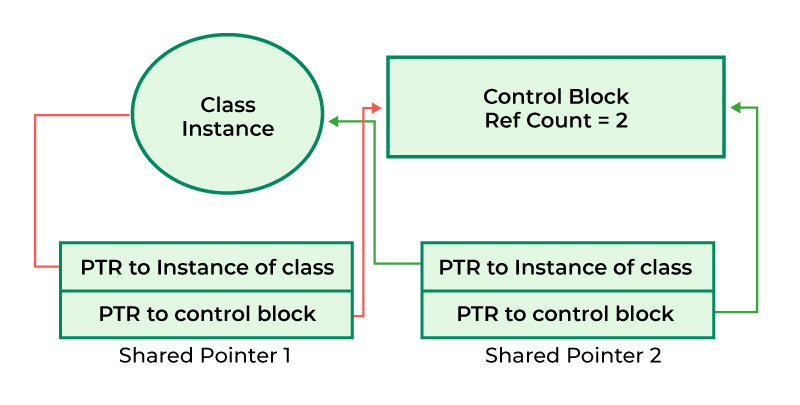 Class
Instance
Control Block
Ref Count = 2
PTR to Instance of class
PTR to control block
Shared Pointer 1
PTR to Instance of class
PTR to control block
Shared Pointer 2